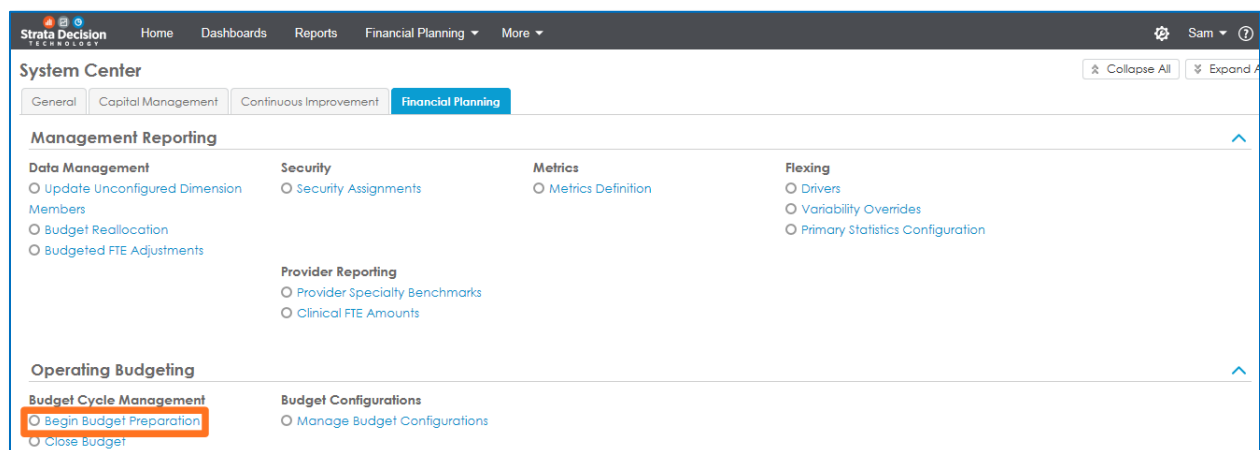 Strata Decision
TECHNOLOGY
Home Dashboards Reports Financial Planning More Sam ?
System Center
Collapse All Expand A
General Capital Management Continuous Improvement Financial Planning
Management Reporting
Data Management Security Metrics Flexing
Update Unconfigured Dimension Security Assignments Metrics Definition Drivers
Members Variability Overrides
Budget Reallocation Primary Statistics Configuration
Budgeted FTE Adjustments
Provider Reporting
Provider Specialty Benchmarks
Clinical FTE Amounts
Operating Budgeting
Budget Cycle Management Budget Configurations
Begin Budget Preparation Manage Budget Configurations
Close Budget